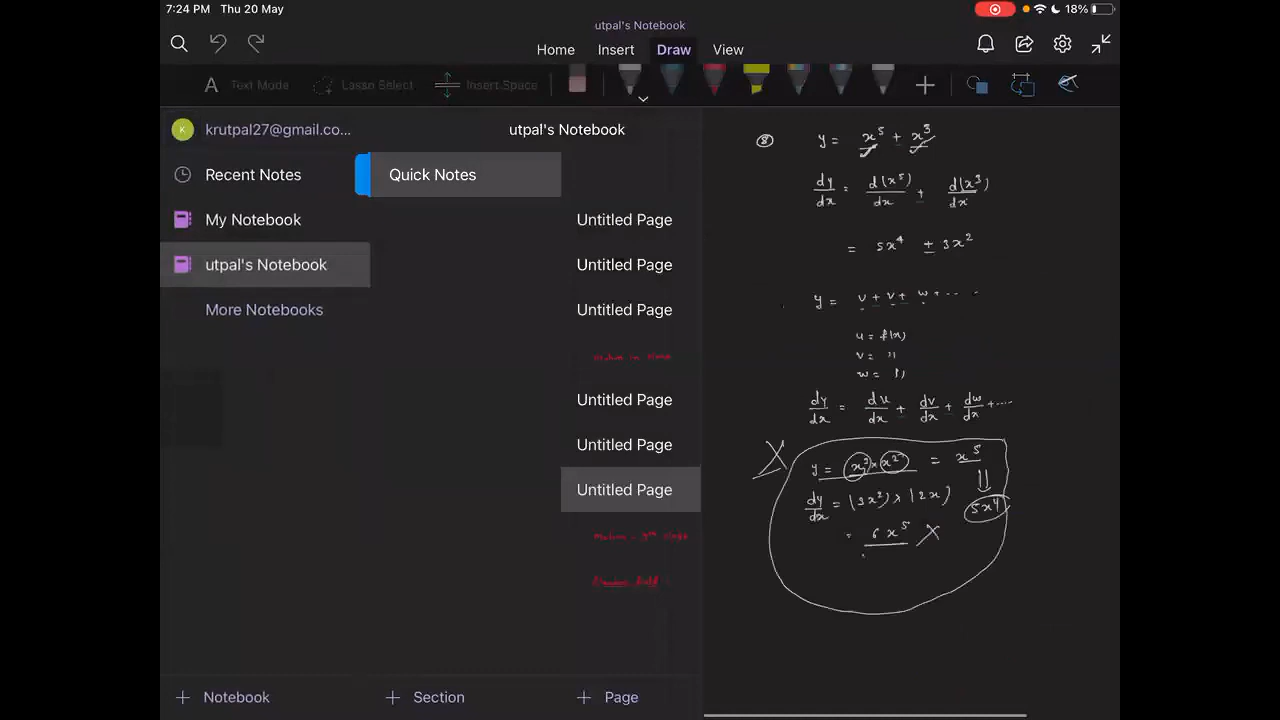 7:24 PM Thu 20 May
18%
utpal's Notebook
Home Insert Draw View
A Text Mode Lasso Select Insert Space
K krutpal27@gmail.co...
utpal's Notebook
Recent Notes
Quick Notes
My Notebook
Untitled Page
utpal's Notebook
Untitled Page
More Notebooks
Untitled Page
Untitled Page
Untitled Page
Untitled Page
+ Notebook
+ Section
+ Page
⑧ y = x⁵ + x³
dy/dx = d(x⁵)/dx + d(x³)/dx
= 5x⁴ + 3x²
y = v + v + w + ....
u = f(x)
v = "
w = "
dy/dx = du/dx + dv/dx + dw/dx + ....
X
y = x³ × x² = x⁵
dy/dx = (3x²) × (2x) 5x⁴
= 6x⁵ X